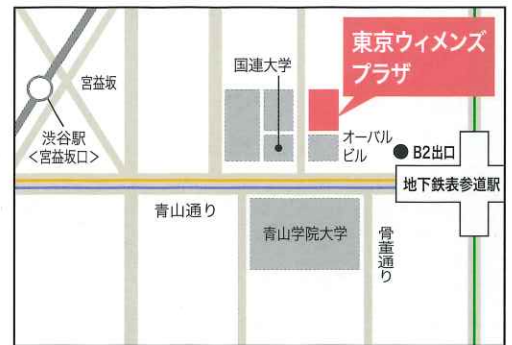 東京ウィメンズ
プラザ
国連大学
宮益坂
渋谷駅
<宮益坂口>
オーバル
ビル
B2出口
地下鉄表参道駅
青山通り
青山学院大学
骨董通り